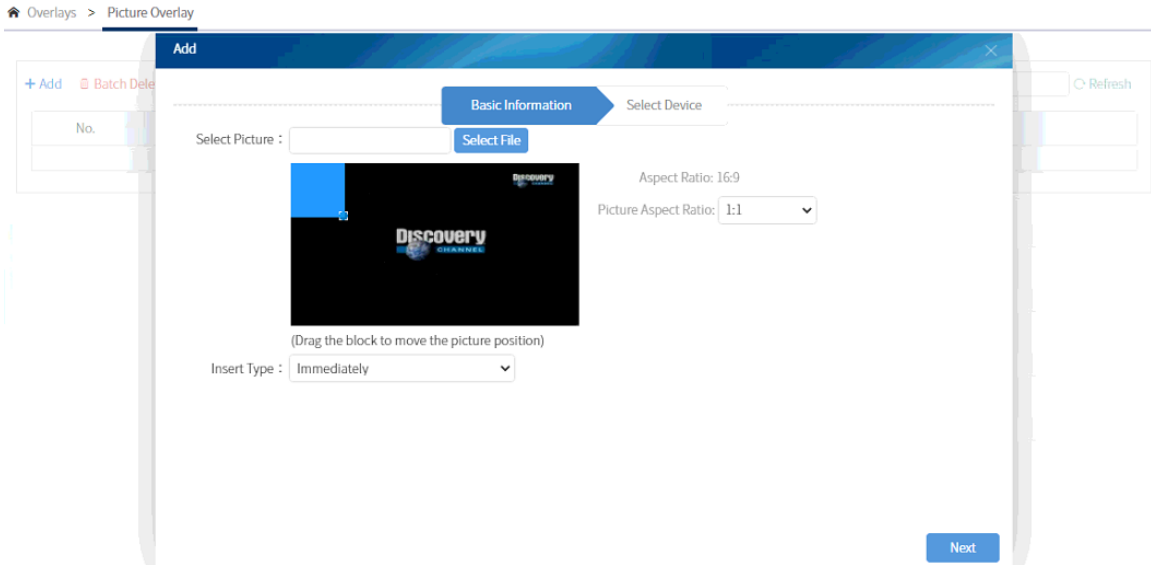 Overlays > Picture Overlay
Add
+ Add Batch Dele Refresh
Basic Information Select Device
No.
Select Picture : Select File
Discovery
CHANNEL
Aspect Ratio: 16:9
Picture Aspect Ratio: 1:1
Discovery
CHANNEL
(Drag the block to move the picture position)
Insert Type : Immediately
Next